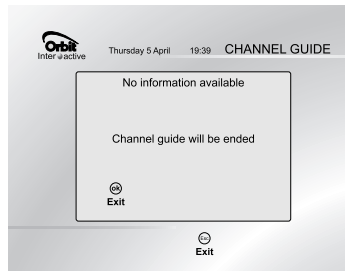 Orbit
Inter active
Thursday 5 April 19:39 CHANNEL GUIDE
No information available
Channel guide will be ended
ok
Exit
Esc
Exit